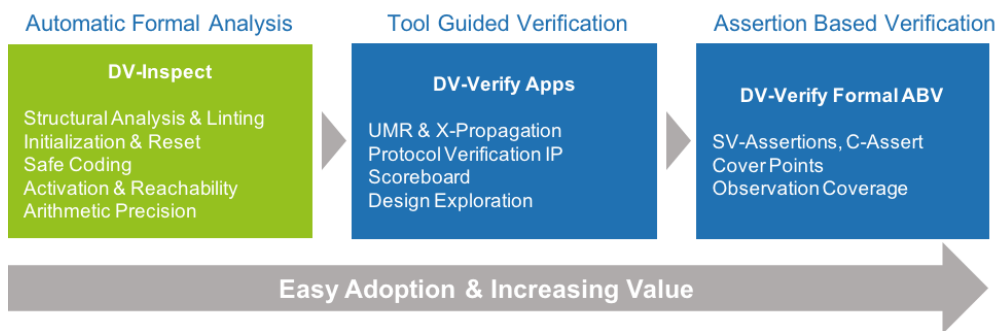 Automatic Formal Analysis
Tool Guided Verification
Assertion Based Verification
DV-Inspect
Structural Analysis & Linting
Initialization & Reset
Safe Coding
Activation & Reachability
Arithmetic Precision
DV-Verify Apps
UMR & X-Propagation
Protocol Verification IP
Scoreboard
Design Exploration
DV-Verify Formal ABV
SV-Assertions, C-Assert
Cover Points
Observation Coverage
Easy Adoption & Increasing Value